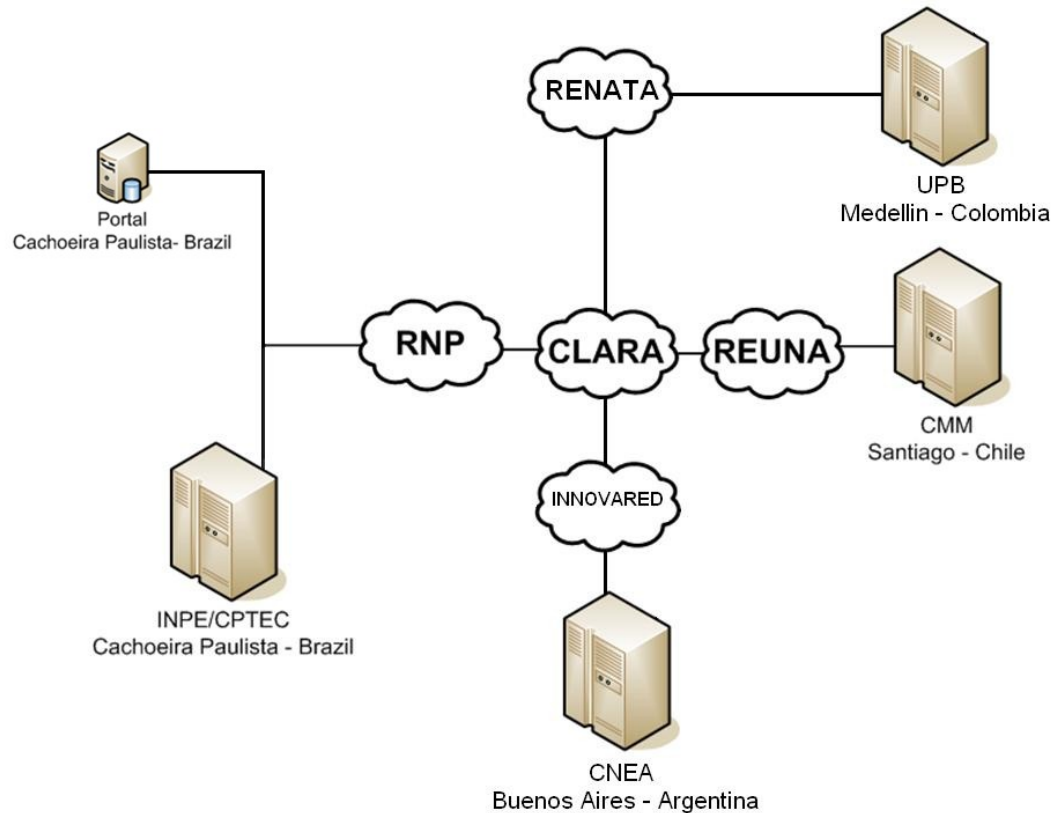 RENATA
UPB
Medellin - Colombia
Portal
Cachoeira Paulista- Brazil
RNP
CLARA
REUNA
CMM
Santiago - Chile
INNOVARED
INPE/CPTEC
Cachoeira Paulista - Brazil
CNEA
Buenos Aires - Argentina